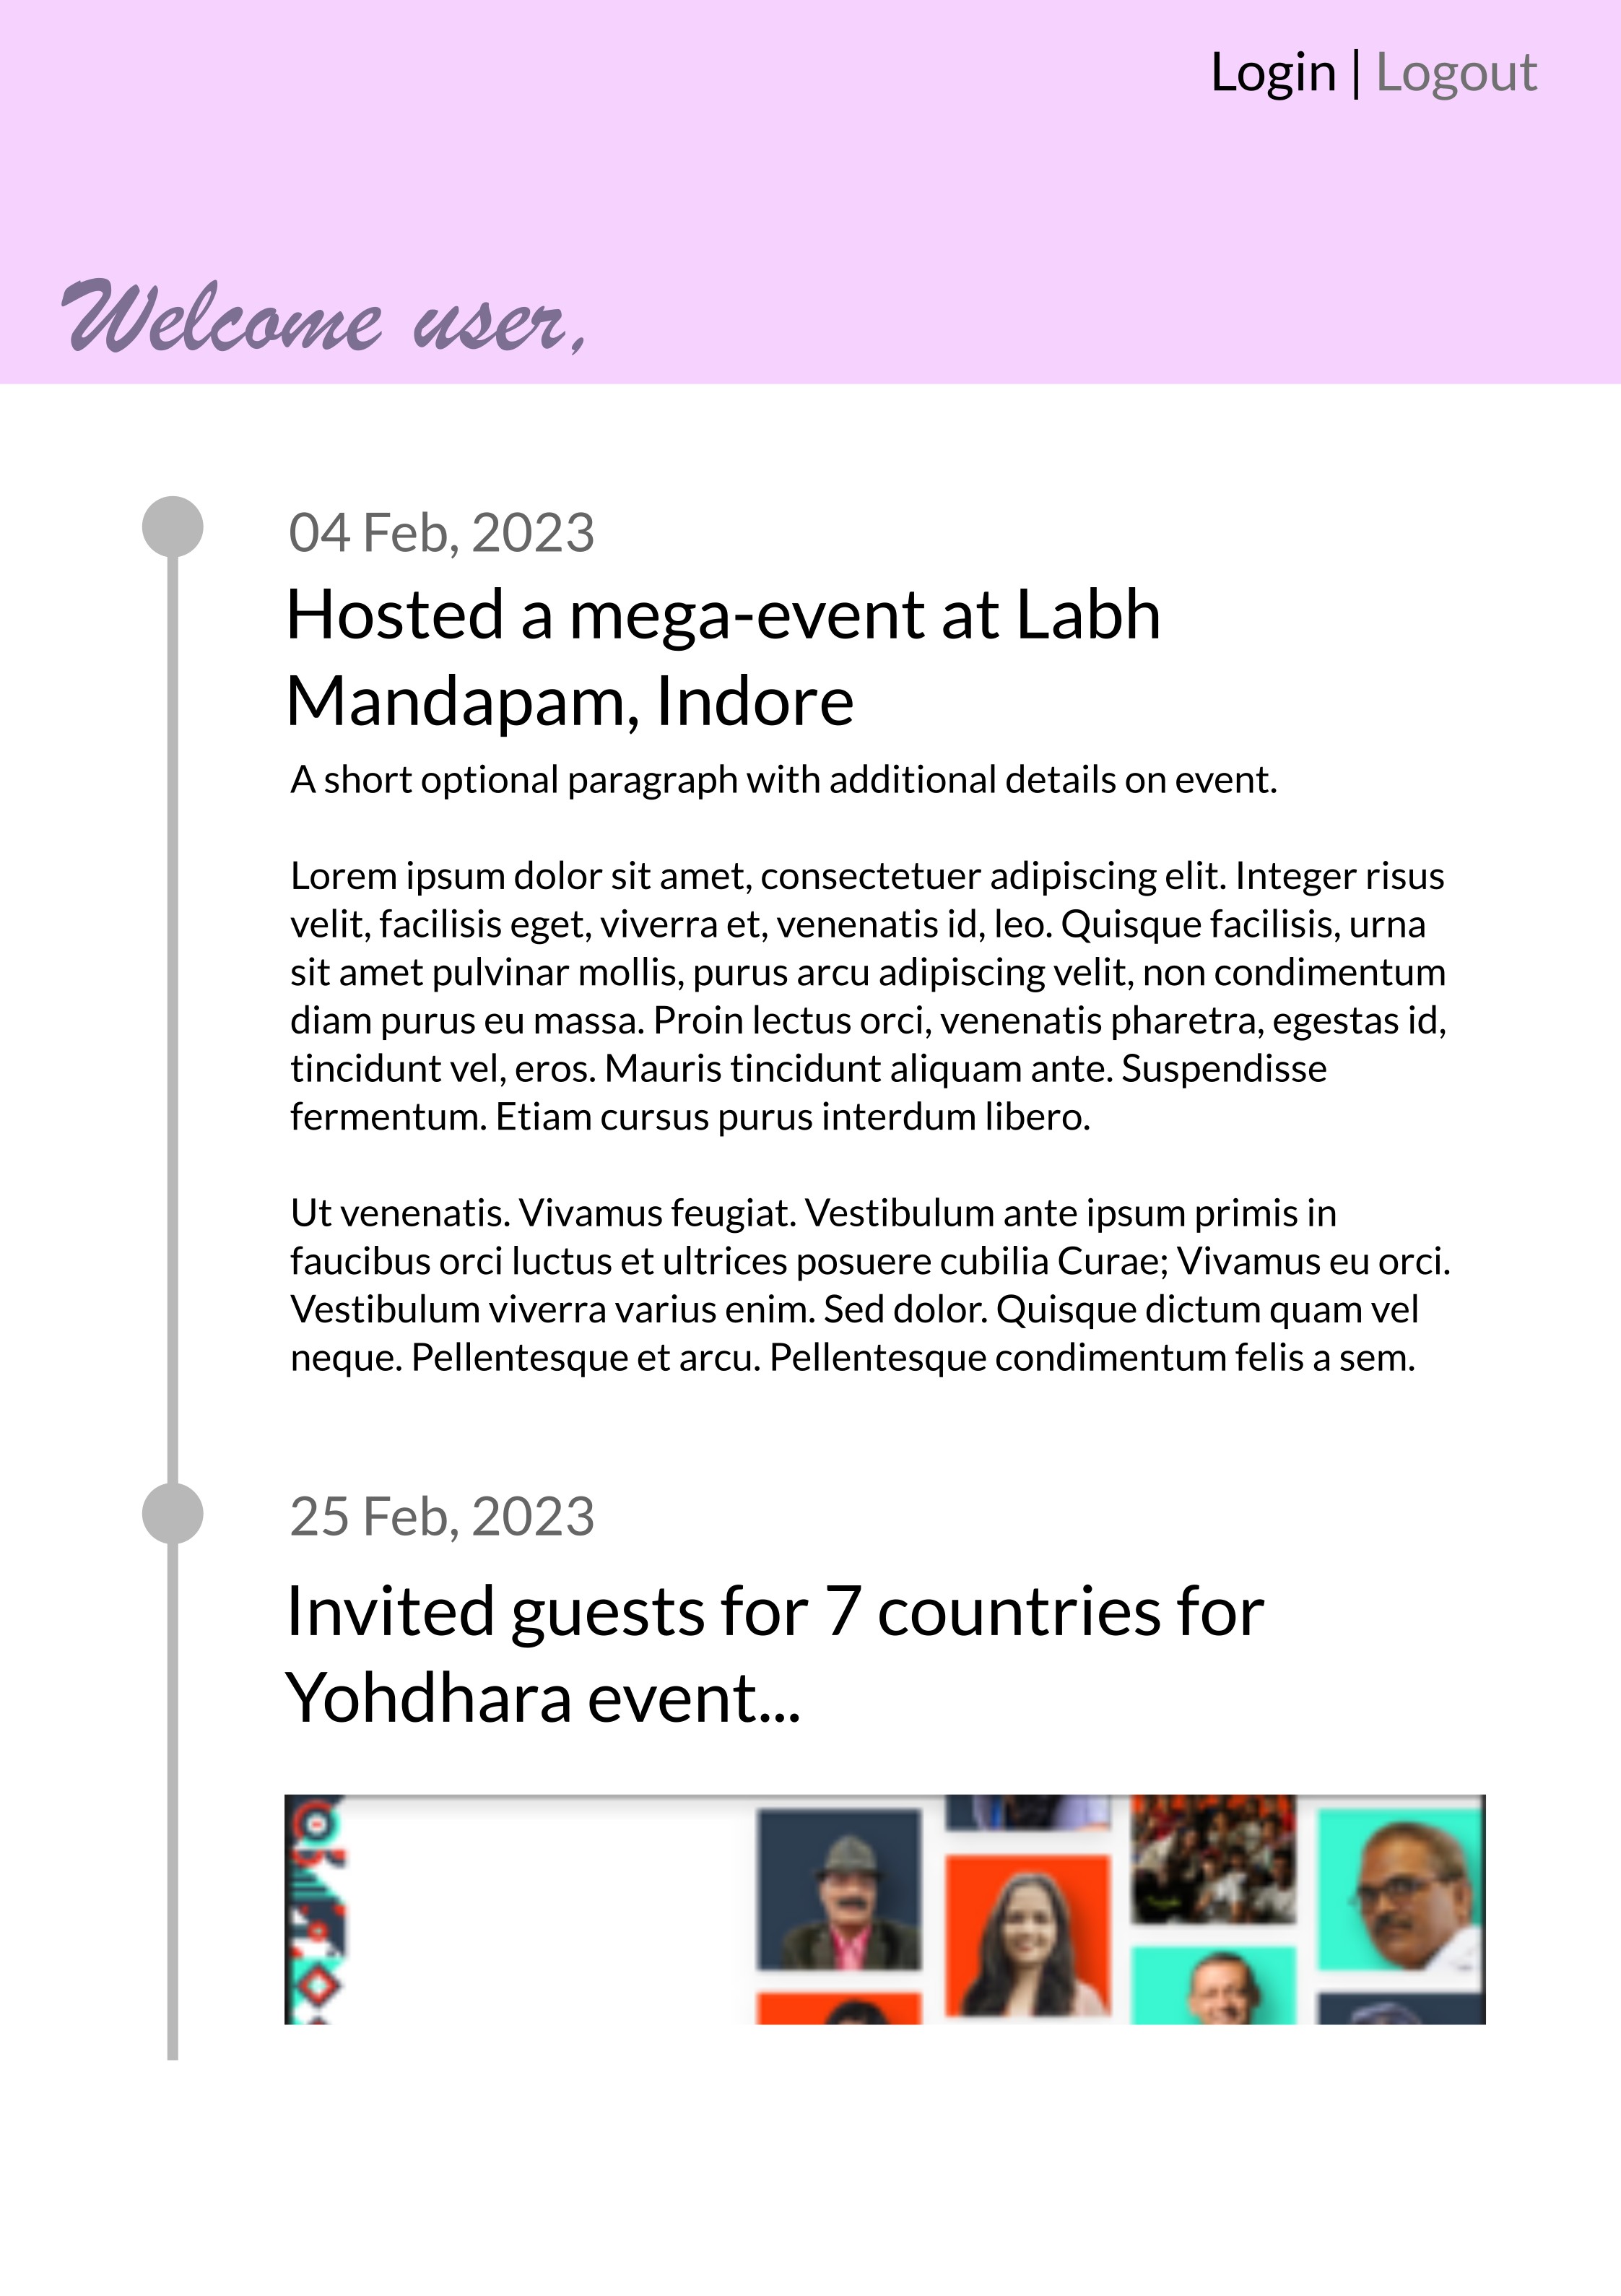 Login | Logout
Welcome user,
04 Feb, 2023
Hosted a mega-event at Labh
Mandapam, Indore
A short optional paragraph with additional details on event.
Lorem ipsum dolor sit amet, consectetuer adipiscing elit. Integer risus
velit, facilisis eget, viverra et, venenatis id, leo. Quisque facilisis, urna
sit amet pulvinar mollis, purus arcu adipiscing velit, non condimentum
diam purus eu massa. Proin lectus orci, venenatis pharetra, egestas id,
tincidunt vel, eros. Mauris tincidunt aliquam ante. Suspendisse
fermentum. Etiam cursus purus interdum libero.
Ut venenatis. Vivamus feugiat. Vestibulum ante ipsum primis in
faucibus orci luctus et ultrices posuere cubilia Curae; Vivamus eu orci.
Vestibulum viverra varius enim. Sed dolor. Quisque dictum quam vel
neque. Pellentesque et arcu. Pellentesque condimentum felis a sem.
25 Feb, 2023
Invited guests for 7 countries for
Yohdhara event...